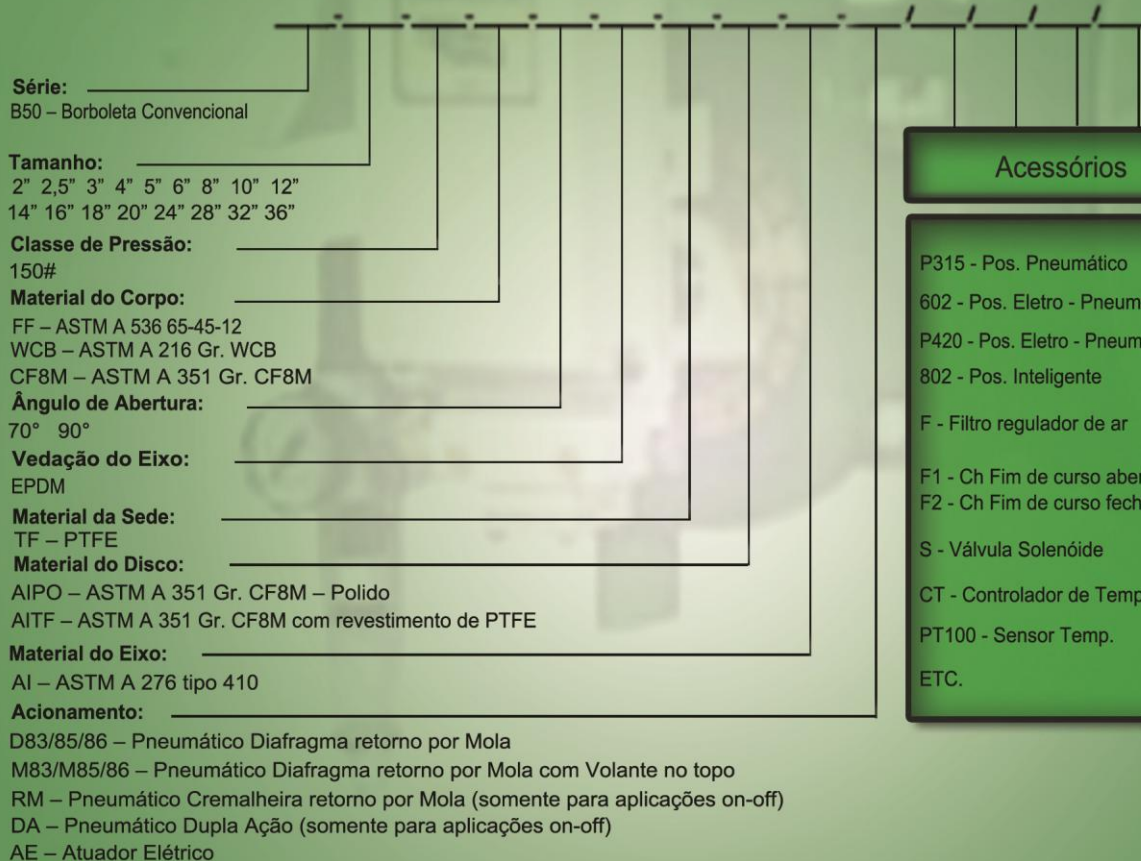 Série:
B50 – Borboleta Convencional
Tamanho:
2” 2,5” 3” 4” 5” 6” 8” 10” 12”
14” 16” 18” 20” 24” 28” 32” 36”
Classe de Pressão:
150#
Material do Corpo:
FF – ASTM A 536 65-45-12
WCB – ASTM A 216 Gr. WCB
CF8M – ASTM A 351 Gr. CF8M
Ângulo de Abertura:
70° 90°
Vedação do Eixo:
EPDM
Material da Sede:
TF – PTFE
Material do Disco:
AIPO – ASTM A 351 Gr. CF8M – Polido
AITF – ASTM A 351 Gr. CF8M com revestimento de PTFE
Material do Eixo:
AI – ASTM A 276 tipo 410
Acionamento:
D83/85/86 – Pneumático Diafragma retorno por Mola
M83/M85/86 – Pneumático Diafragma retorno por Mola com Volante no topo
RM – Pneumático Cremalheira retorno por Mola (somente para aplicações on-off)
DA – Pneumático Dupla Ação (somente para aplicações on-off)
AE – Atuador Elétrico
Acessórios
P315 - Pos. Pneumático
602 - Pos. Eletro - Pneum
P420 - Pos. Eletro - Pneum
802 - Pos. Inteligente
F - Filtro regulador de ar
F1 - Ch Fim de curso aber
F2 - Ch Fim de curso fech
S - Válvula Solenóide
CT - Controlador de Temp
PT100 - Sensor Temp.
ETC.